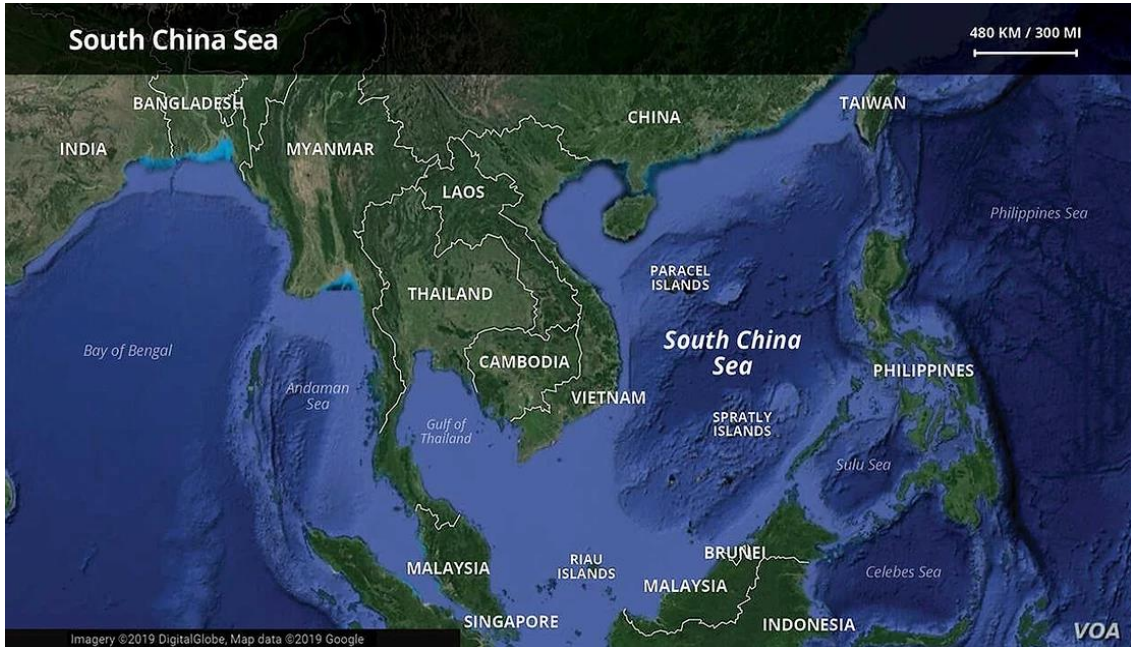 South China Sea
480 KM / 300 MI
BANGLADESH
TAIWAN
CHINA
INDIA
MYANMAR
LAOS
Philippines Sea
PARACEL
ISLANDS
THAILAND
South China
Sea
Bay of Bengal
CAMBODIA
PHILIPPINES
Andaman
Sea
VIETNAM
Gulf of
Thailand
SPRATLY
ISLANDS
Sulu Sea
BRUNEI
RIAU
ISLANDS
MALAYSIA
Celebes Sea
MALAYSIA
SINGAPORE
INDONESIA
Imagery ©2019 DigitalGlobe, Map data ©2019 Google
VOA